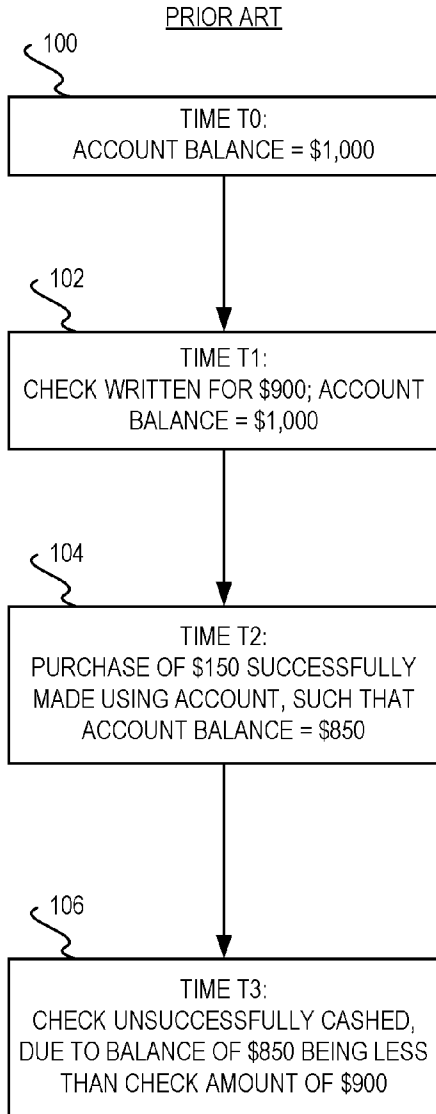 PRIOR ART
100
TIME T0:
ACCOUNT BALANCE = $1,000
102
TIME T1:
CHECK WRITTEN FOR $900; ACCOUNT
BALANCE = $1,000
104
TIME T2:
PURCHASE OF $150 SUCCESSFULLY
MADE USING ACCOUNT, SUCH THAT
ACCOUNT BALANCE = $850
106
TIME T3:
CHECK UNSUCCESSFULLY CASHED,
DUE TO BALANCE OF $850 BEING LESS
THAN CHECK AMOUNT OF $900